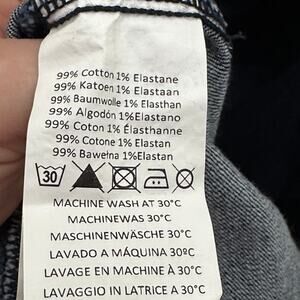 99% Cotton 1% Elastane
99% Katoen 1% Elastaan
99% Baumwolle 1% Elasthan
99% Algodón 1% Elastano
99% Coton 1% Élasthanne
99% Cotone 1% Elastan
99% Bawełna 1%Elastan
30
MACHINE WASH AT 30°C
MACHINEWAS 30°C
MASCHINENWÄSCHE 30°C
LAVADO A MÁQUINA 30ºC
LAVAGE EN MACHINE À 30°C
LAVAGGIO IN LATRICE A 30°C